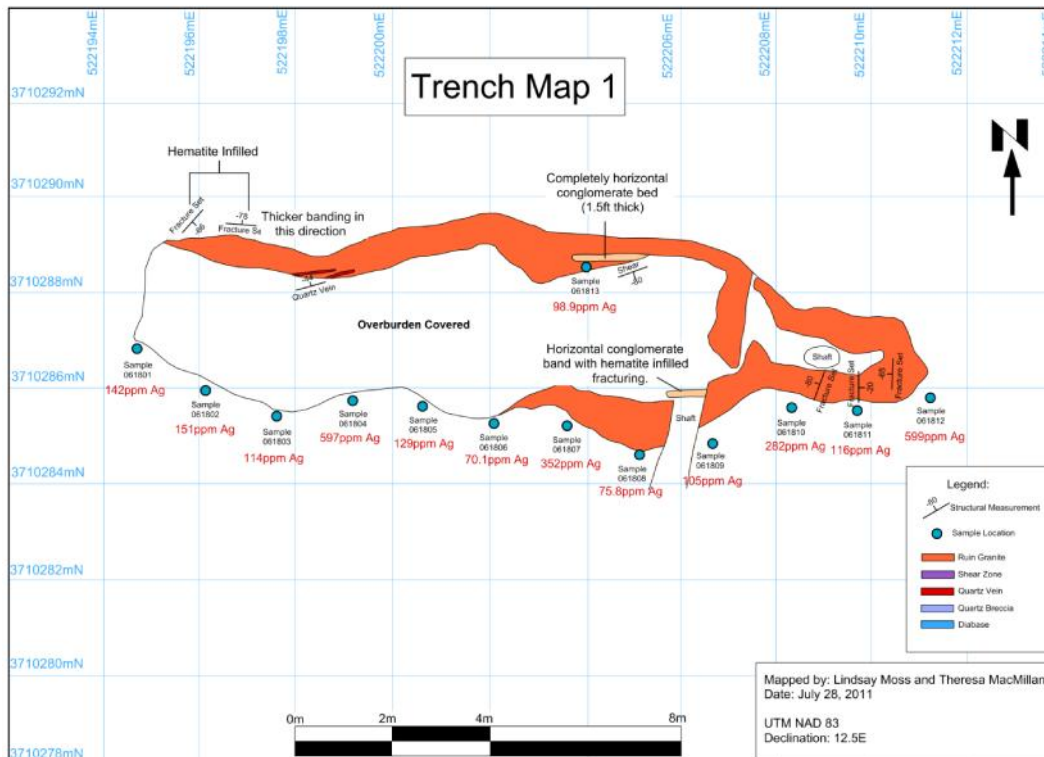 522194mE
522196mE
522198mE
522200mE
522206mE
522208mE
522210mE
522212mE
Trench Map 1
3710292mN
N
Hematite Infilled
3710290mN
Completely horizontal
conglomerate bed
(1.5ft thick)
Fracture Set
-86
-78
Fracture Set
Thicker banding in
this direction
Shear
-80
3710288mN
Quartz Vein
Sample
061813
98.9ppm Ag
Overburden Covered
Horizontal conglomerate
band with hematite infilled
fracturing.
Shaft
Sample
061801
142ppm Ag
3710286mN
-80
Fracture Set
Fracture Set
-20
-65
Fracture Set
Sample
061802
151ppm Ag
Sample
061803
114ppm Ag
Sample
061804
597ppm Ag
Sample
061805
129ppm Ag
Sample
061806
70.1ppm Ag
Sample
061807
352ppm Ag
Sample
061808
75.8ppm Ag
Shaft
Sample
061809
105ppm Ag
Sample
061810
282ppm Ag
Sample
061811
116ppm Ag
Sample
061812
599ppm Ag
3710284mN
Legend:
-80
Structural Measurement
Sample Location
Ruin Granite
Shear Zone
Quartz Vein
Quartz Breccia
Diabase
3710282mN
3710280mN
Mapped by: Lindsay Moss and Theresa MacMillan
Date: July 28, 2011
UTM NAD 83
Declination: 12.5E
0m
2m
4m
8m
3710278mN